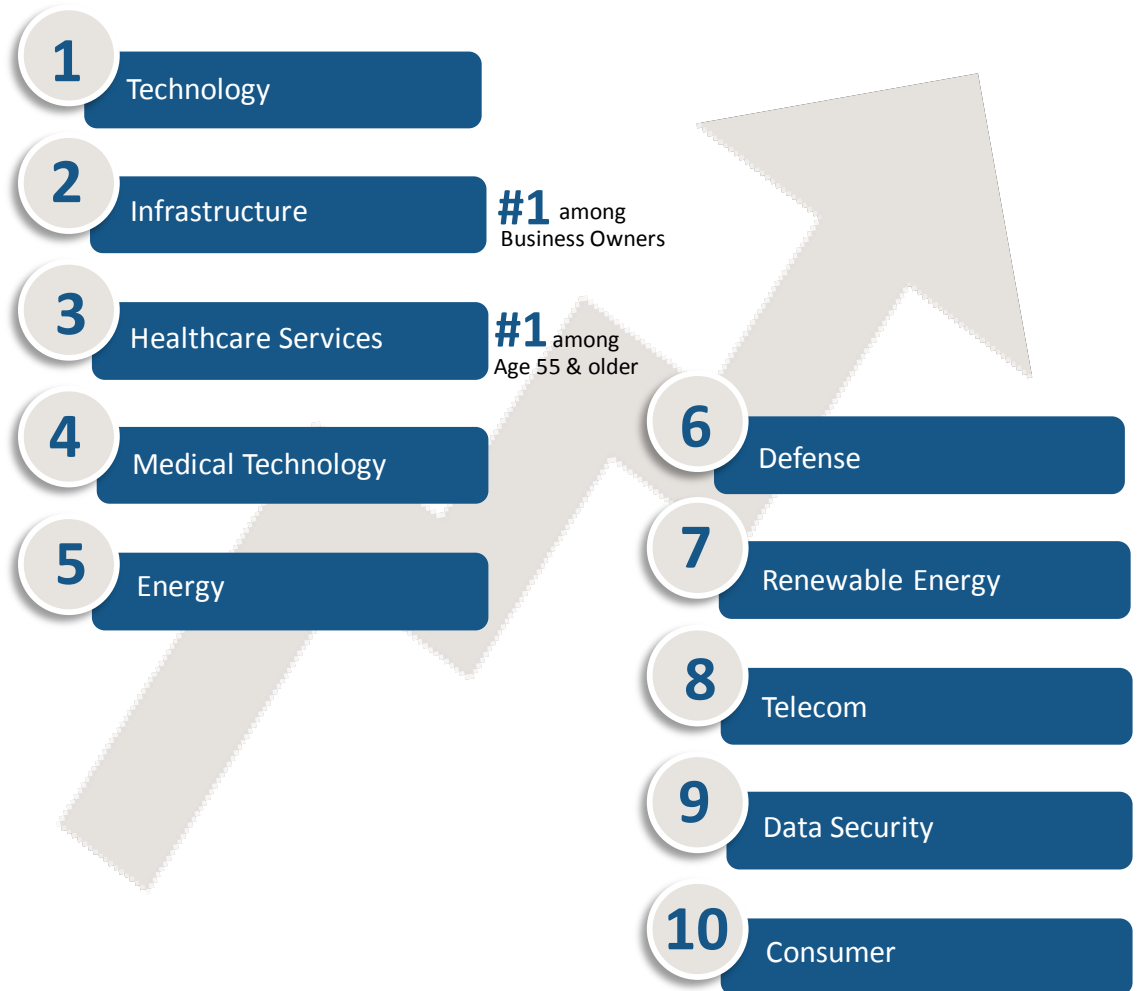 1
Technology
2
Infrastructure
#1 among
Business Owners
3
Healthcare Services
#1 among
Age 55 & older
4
Medical Technology
5
Energy
6
Defense
7
Renewable Energy
8
Telecom
9
Data Security
10
Consumer